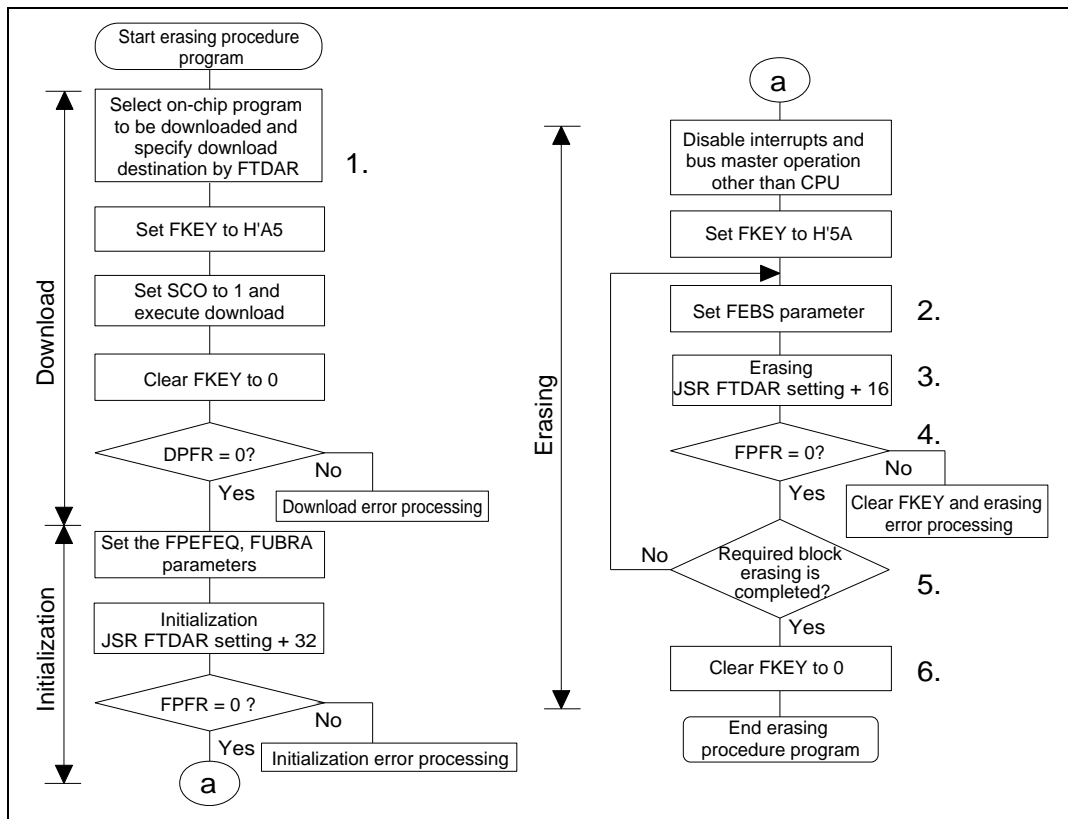 Start erasing procedure
program
Select on-chip program
to be downloaded and
specify download
destination by FTDAR
1.
Set FKEY to H'A5
Set SCO to 1 and
execute download
Clear FKEY to 0
DPFR = 0?
No
Yes
Download error processing
Download
Set the FPEFEQ, FUBRA
parameters
Initialization
JSR FTDAR setting + 32
FPFR = 0 ?
No
Yes
Initialization error processing
Initialization
a
a
Disable interrupts and
bus master operation
other than CPU
Set FKEY to H'5A
Set FEBS parameter
2.
Erasing
JSR FTDAR setting + 16
3.
4.
FPFR = 0?
No
Yes
Clear FKEY and erasing
error processing
Erasing
No
Required block
erasing is
completed?
5.
Yes
Clear FKEY to 0
6.
End erasing
procedure program